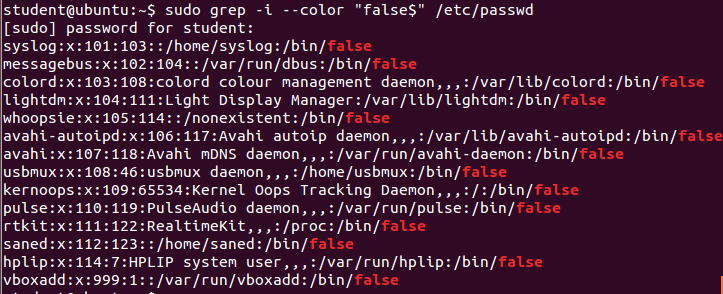 student@ubuntu:~$ sudo grep -i --color "false$" /etc/passwd
[sudo] password for student:
syslog:x:101:103::/home/syslog:/bin/false
messagebus:x:102:104::/var/run/dbus:/bin/false
colord:x:103:108:colord colour management daemon,,,:/var/lib/colord:/bin/false
lightdm:x:104:111:Light Display Manager:/var/lib/lightdm:/bin/false
whoopsie:x:105:114::/nonexistent:/bin/false
avahi-autoipd:x:106:117:Avahi autoip daemon,,,:/var/lib/avahi-autoipd:/bin/false
avahi:x:107:118:Avahi mDNS daemon,,,:/var/run/avahi-daemon:/bin/false
usbmux:x:108:46:usbmux daemon,,,:/home/usbmux:/bin/false
kernoops:x:109:65534:Kernel Oops Tracking Daemon,,,:/:/bin/false
pulse:x:110:119:PulseAudio daemon,,,:/var/run/pulse:/bin/false
rtkit:x:111:122:RealtimeKit,,,:/proc:/bin/false
saned:x:112:123::/home/saned:/bin/false
hplip:x:114:7:HPLIP system user,,,:/var/run/hplip:/bin/false
vboxadd:x:999:1::/var/run/vboxadd:/bin/false